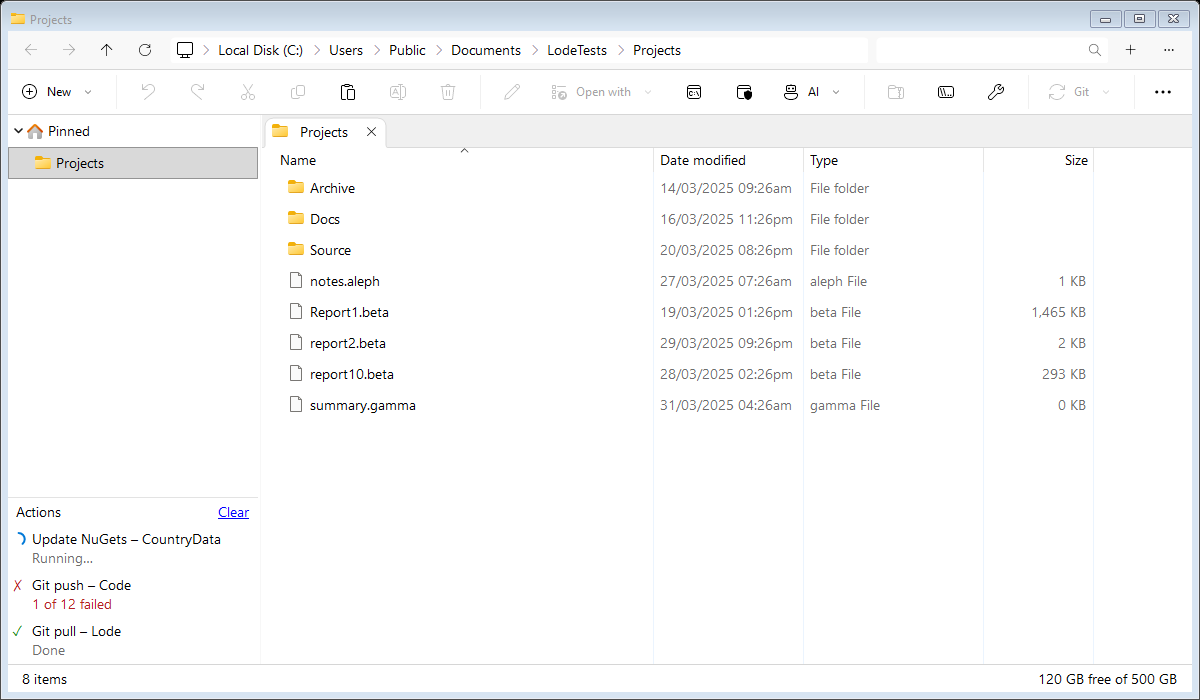 Projects
Local Disk (C:) Users Public Documents LodeTests Projects
New Open with AI Git
Pinned
Projects
Projects
Name Date modified Type Size
Archive 14/03/2025 09:26am File folder
Docs 16/03/2025 11:26pm File folder
Source 20/03/2025 08:26pm File folder
notes.aleph 27/03/2025 07:26am aleph File 1 KB
Report1.beta 19/03/2025 01:26pm beta File 1,465 KB
report2.beta 29/03/2025 09:26pm beta File 2 KB
report10.beta 28/03/2025 02:26pm beta File 293 KB
summary.gamma 31/03/2025 04:26am gamma File 0 KB
Actions Clear
Update NuGets – CountryData
Running...
Git push – Code
1 of 12 failed
Git pull – Lode
Done
8 items 120 GB free of 500 GB